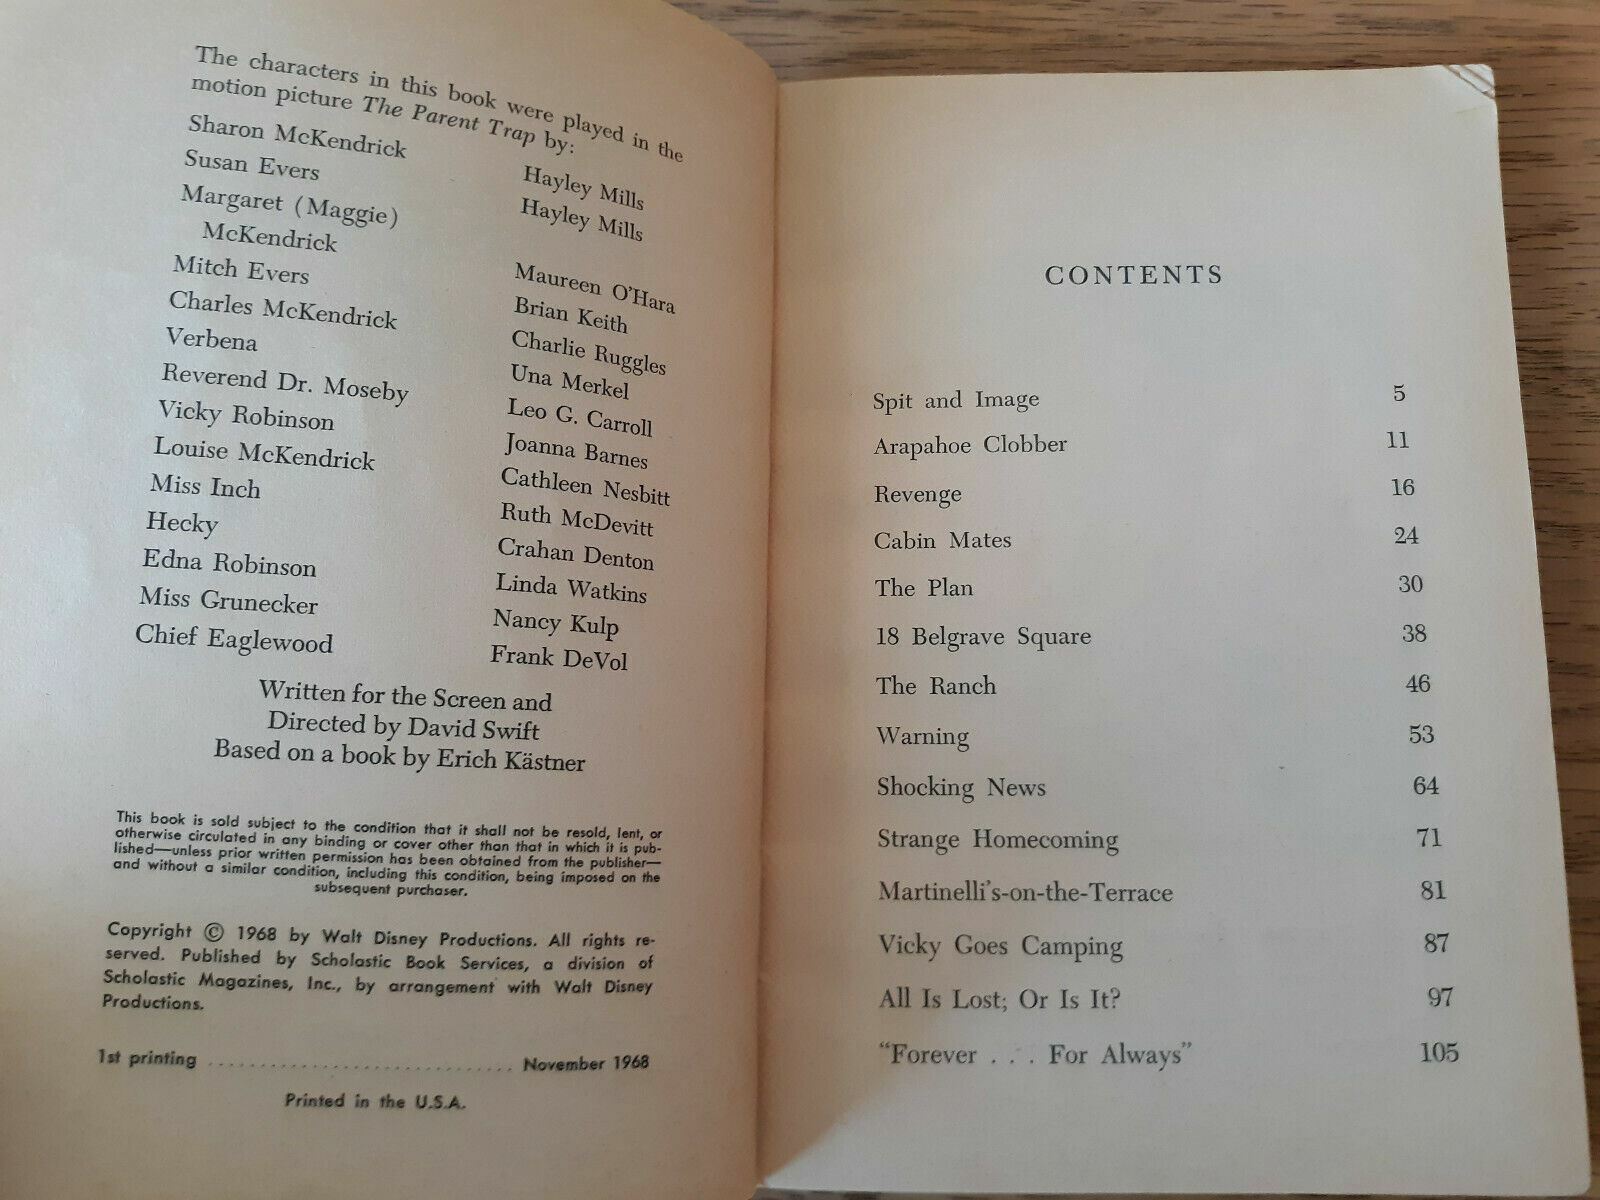 The characters in this book were played in the
motion picture The Parent Trap by:
Sharon McKendrick Hayley Mills
Susan Evers Hayley Mills
Margaret (Maggie)
McKendrick Maureen O'Hara
Mitch Evers Brian Keith
Charles McKendrick Charlie Ruggles
Verbena Una Merkel
Reverend Dr. Moseby Leo G. Carroll
Vicky Robinson Joanna Barnes
Louise McKendrick Cathleen Nesbitt
Miss Inch Ruth McDevitt
Hecky Crahan Denton
Edna Robinson Linda Watkins
Miss Grunecker Nancy Kulp
Chief Eaglewood Frank DeVol
Written for the Screen and
Directed by David Swift
Based on a book by Erich Kästner
This book is sold subject to the condition that it shall not be resold, lent, or
otherwise circulated in any binding or cover other than that in which it is pub-
lished—unless prior written permission has been obtained from the publisher—
and without a similar condition, including this condition, being imposed on the
subsequent purchaser.
Copyright © 1968 by Walt Disney Productions. All rights re-
served. Published by Scholastic Book Services, a division of
Scholastic Magazines, Inc., by arrangement with Walt Disney
Productions.
1st printing .............................. November 1968
Printed in the U.S.A.
CONTENTS
Spit and Image 5
Arapahoe Clobber 11
Revenge 16
Cabin Mates 24
The Plan 30
18 Belgrave Square 38
The Ranch 46
Warning 53
Shocking News 64
Strange Homecoming 71
Martinelli's-on-the-Terrace 81
Vicky Goes Camping 87
All Is Lost; Or Is It? 97
"Forever . . . For Always" 105